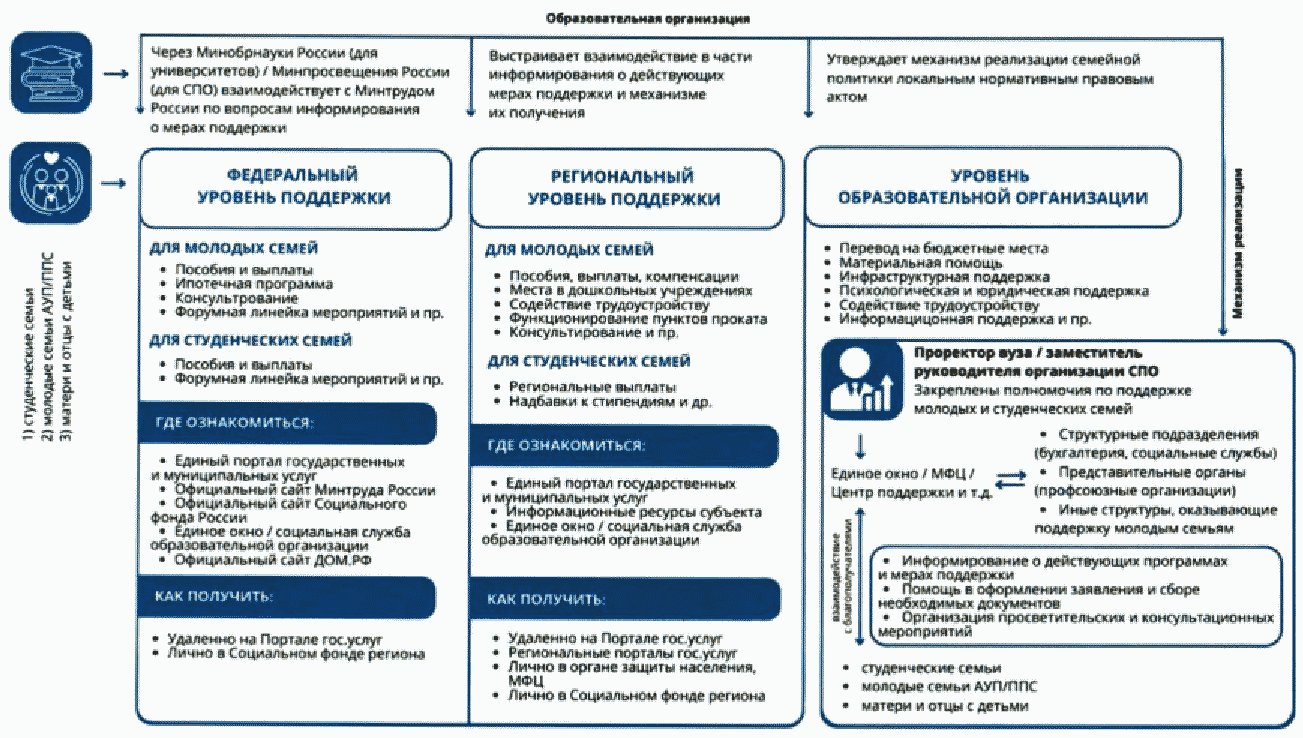 Образовательная организация
Через Минобрнауки России (для
университетов) / Минпросвещения России
(для СПО) взаимодействует с Минтрудом
России по вопросам информирования
о мерах поддержки
Выстраивает взаимодействие в части
информирования о действующих
мерах поддержки и механизме
их получения
Утверждает механизм реализации семейной
политики локальным нормативным правовым
актом
Механизм реализации
1) студенческие семьи
2) молодые семьи АУП/ППС
3) матери и отцы с детьми
ФЕДЕРАЛЬНЫЙ
УРОВЕНЬ ПОДДЕРЖКИ
ДЛЯ МОЛОДЫХ СЕМЕЙ
• Пособия и выплаты
• Ипотечная программа
• Консультрование
• Форумная линейка мероприятий и пр.
ДЛЯ СТУДЕНЧЕСКИХ СЕМЕЙ
• Пособия и выплаты
• Форумная линейка мероприятий и пр.
ГДЕ ОЗНАКОМИТЬСЯ:
• Единый портал государственных
и муниципальных услуг
• Официальный сайт Минтруда России
• Официальный сайт Социального
фонда России
• Единое окно / социальная служба
образовательной организации
• Официальный сайт ДОМ.РФ
КАК ПОЛУЧИТЬ:
• Удаленно на Портале гос.услуг
• Лично в Социальном фонде региона
РЕГИОНАЛЬНЫЙ
УРОВЕНЬ ПОДДЕРЖКИ
ДЛЯ МОЛОДЫХ СЕМЕЙ
• Пособия, выплаты, компенсации
• Места в дошкольных учреждениях
• Содействие трудоустройству
• Функционирование пунктов проката
• Консультирование и пр.
ДЛЯ СТУДЕНЧЕСКИХ СЕМЕЙ
• Региональные выплаты
• Надбавки к стипендиям и др.
ГДЕ ОЗНАКОМИТЬСЯ:
• Единый портал государственных
и муниципальных услуг
• Информационные ресурсы субъекта
• Единое окно / социальная служба
образовательной организации
КАК ПОЛУЧИТЬ:
• Удаленно на Портале гос.услуг
• Региональные порталы гос.услуг
• Лично в органе защиты населения,
МФЦ
• Лично в Социальном фонде региона
УРОВЕНЬ
ОБРАЗОВАТЕЛЬНОЙ ОРГАНИЗАЦИИ
• Перевод на бюджетные места
• Материальная помощь
• Инфраструктурная поддержка
• Психологическая и юридическая поддержка
• Содействие трудоустройству
• Информацицонная поддержка и пр.
Проректор вуза / заместитель
руководителя организации СПО
Закреплены полномочия по поддержке
молодых и студенческих семей
Единое окно / МФЦ /
Центр поддержки и т.д.
• Структурные подразделения
(бухгалтерия, социальные службы)
• Представительные органы
(профсоюзные организации)
• Иные структуры, оказывающие
поддержку молодым семьям
взаимодействие
с благополучателями
• Информирование о действующих программах
и мерах поддержки
• Помощь в оформлении заявления и сборе
необходимых документов
• Организация просветительских и консультационных
мероприятий
• студенческие семьи
• молодые семьи АУП/ППС
• матери и отцы с детьми